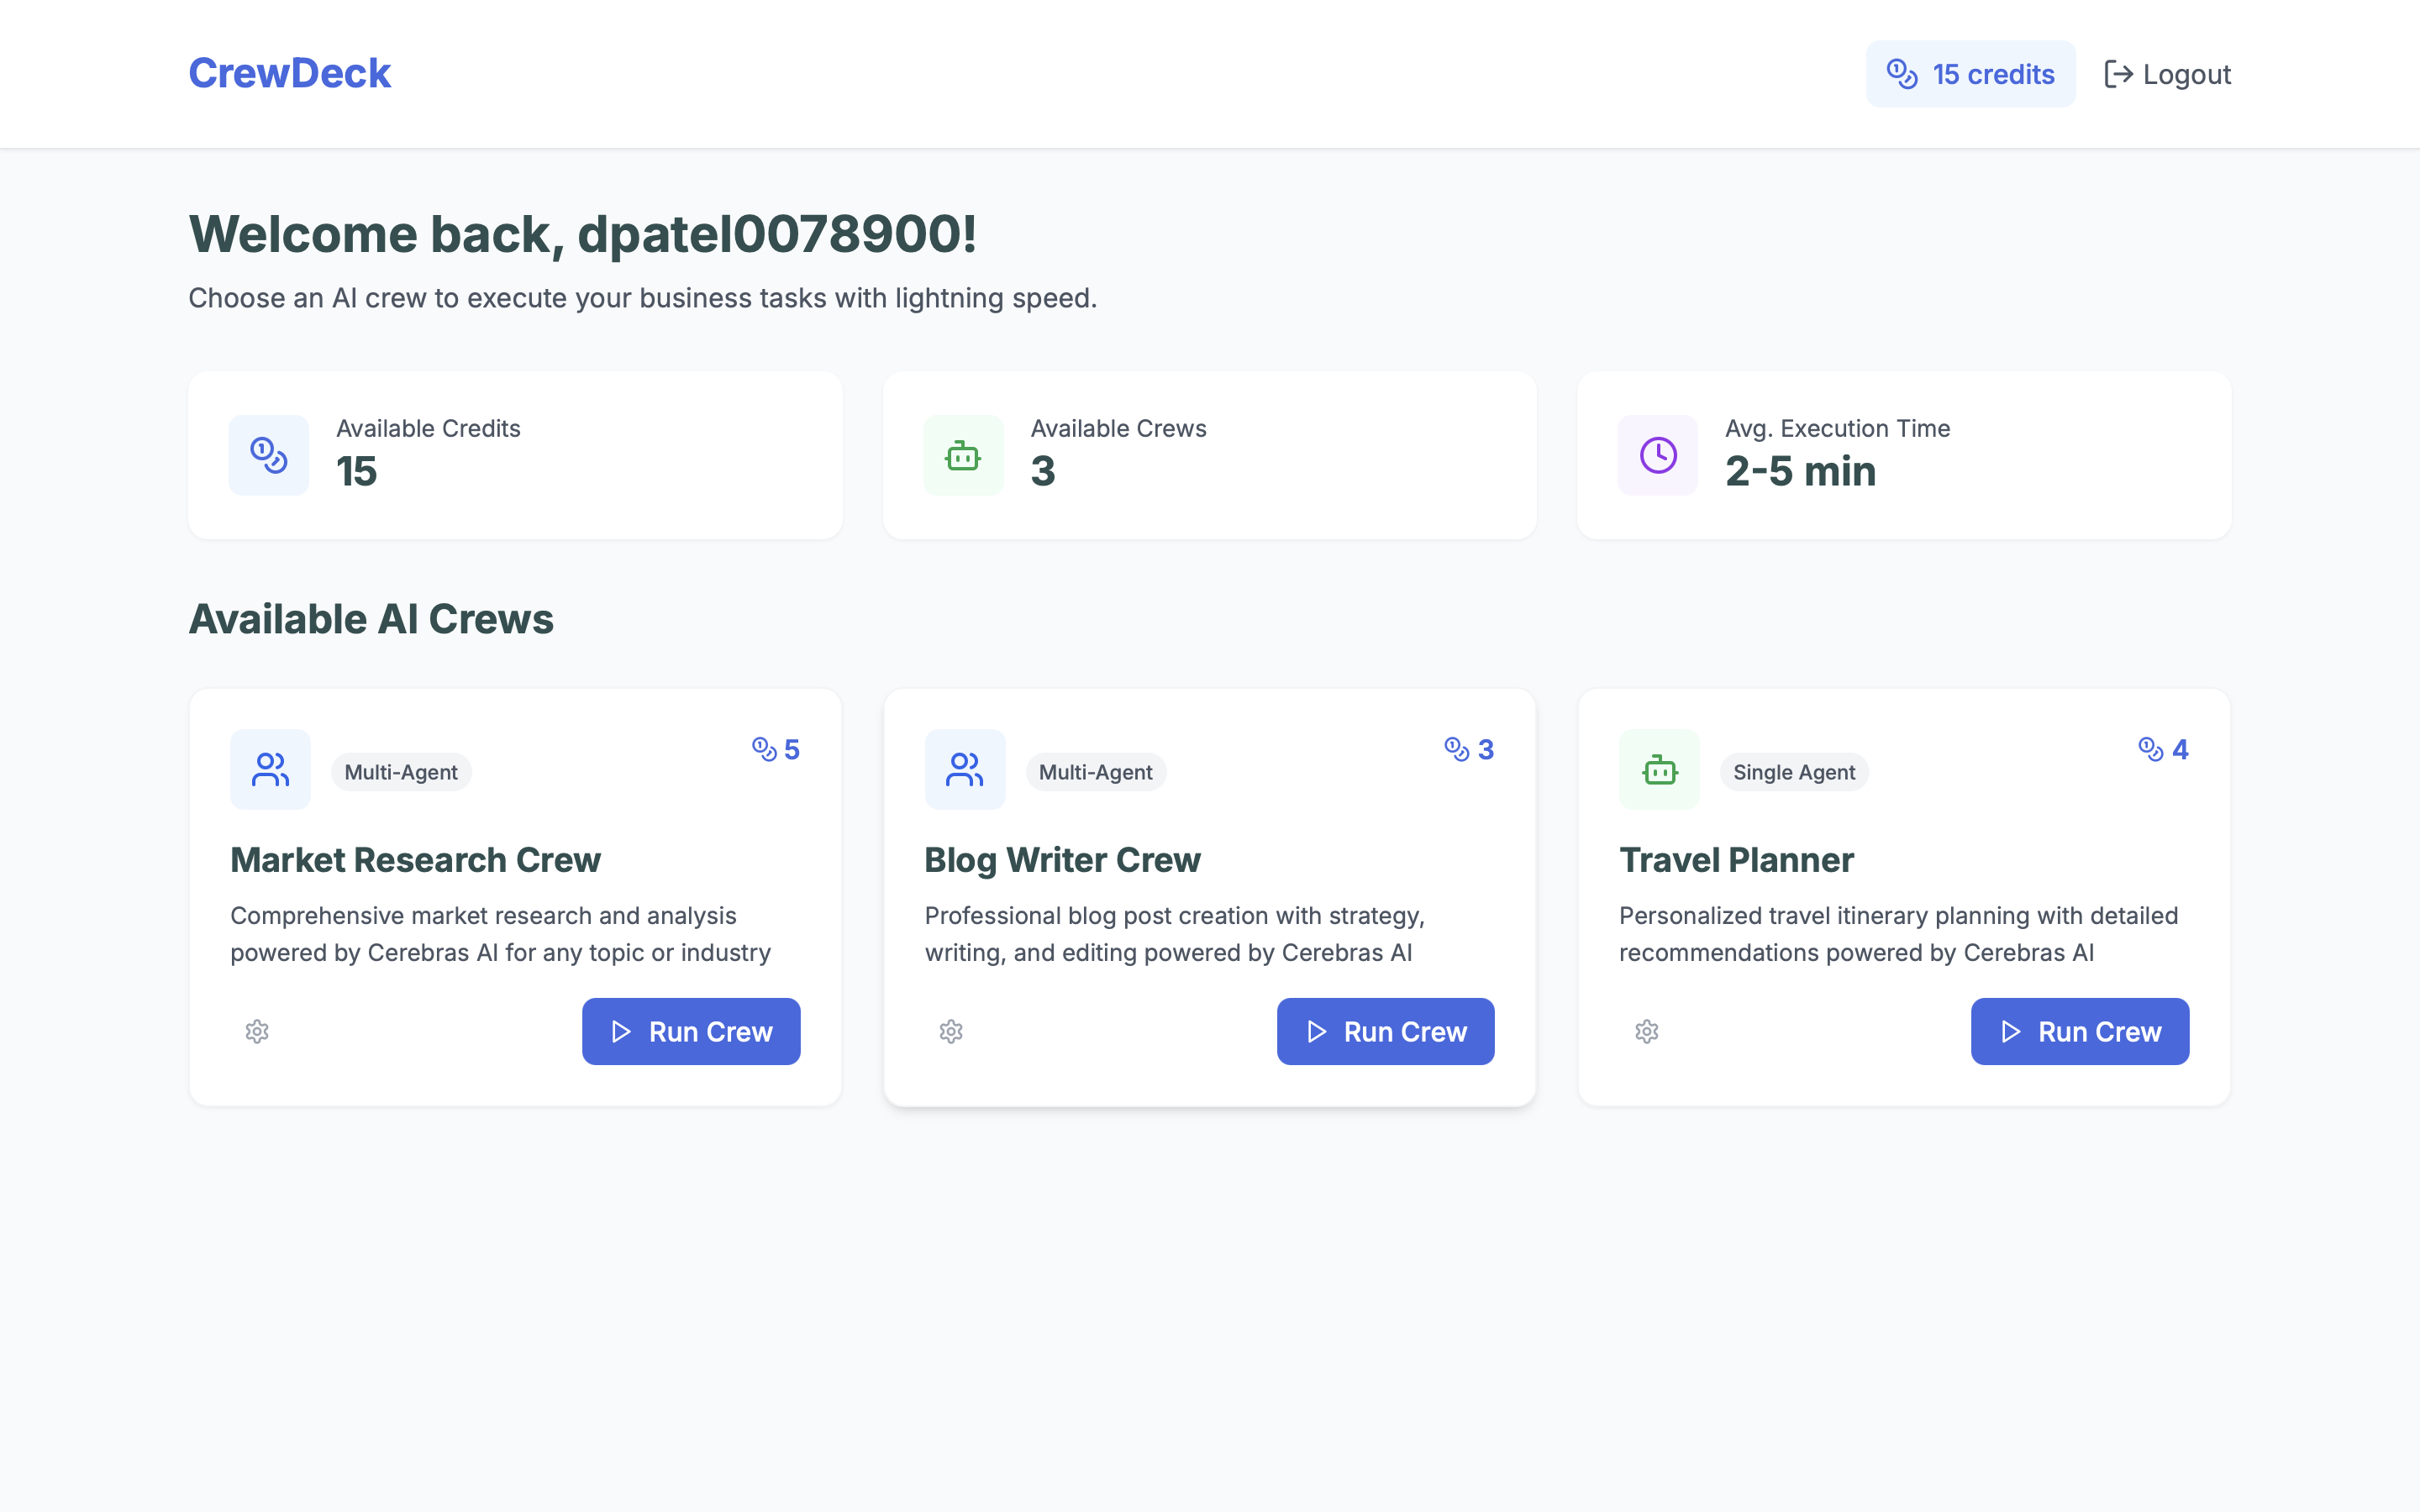 CrewDeck
15 credits
Logout
Welcome back, dpatel0078900!
Choose an AI crew to execute your business tasks with lightning speed.
Available Credits
15
Available Crews
3
Avg. Execution Time
2-5 min
Available AI Crews
Multi-Agent
5
Market Research Crew
Comprehensive market research and analysis
powered by Cerebras AI for any topic or industry
Run Crew
Multi-Agent
3
Blog Writer Crew
Professional blog post creation with strategy,
writing, and editing powered by Cerebras AI
Run Crew
Single Agent
4
Travel Planner
Personalized travel itinerary planning with detailed
recommendations powered by Cerebras AI
Run Crew